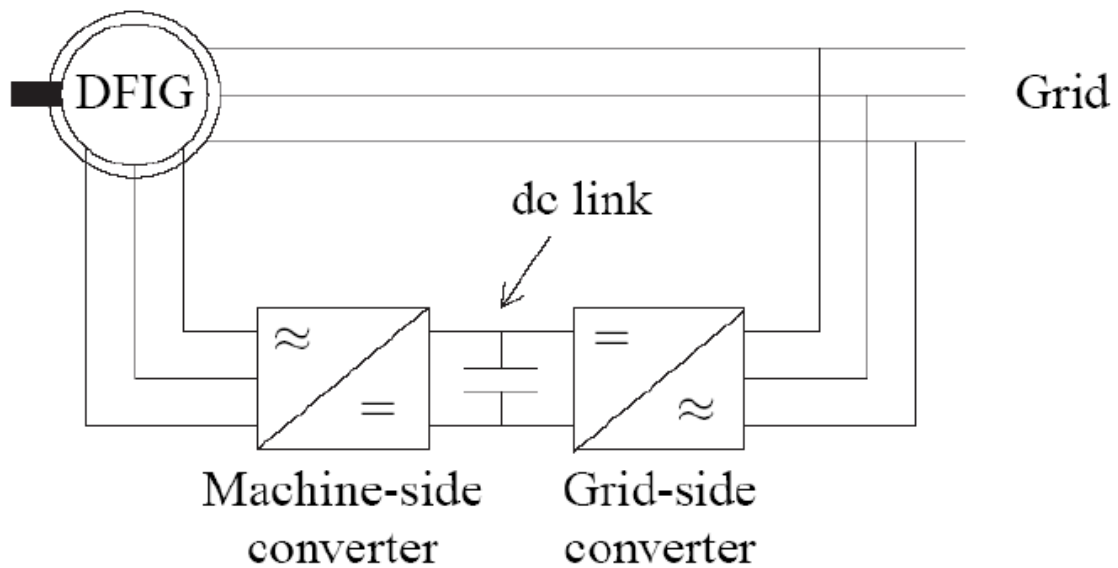 DFIG
Grid
dc link
≈
=
=
≈
Machine-side
converter
Grid-side
converter